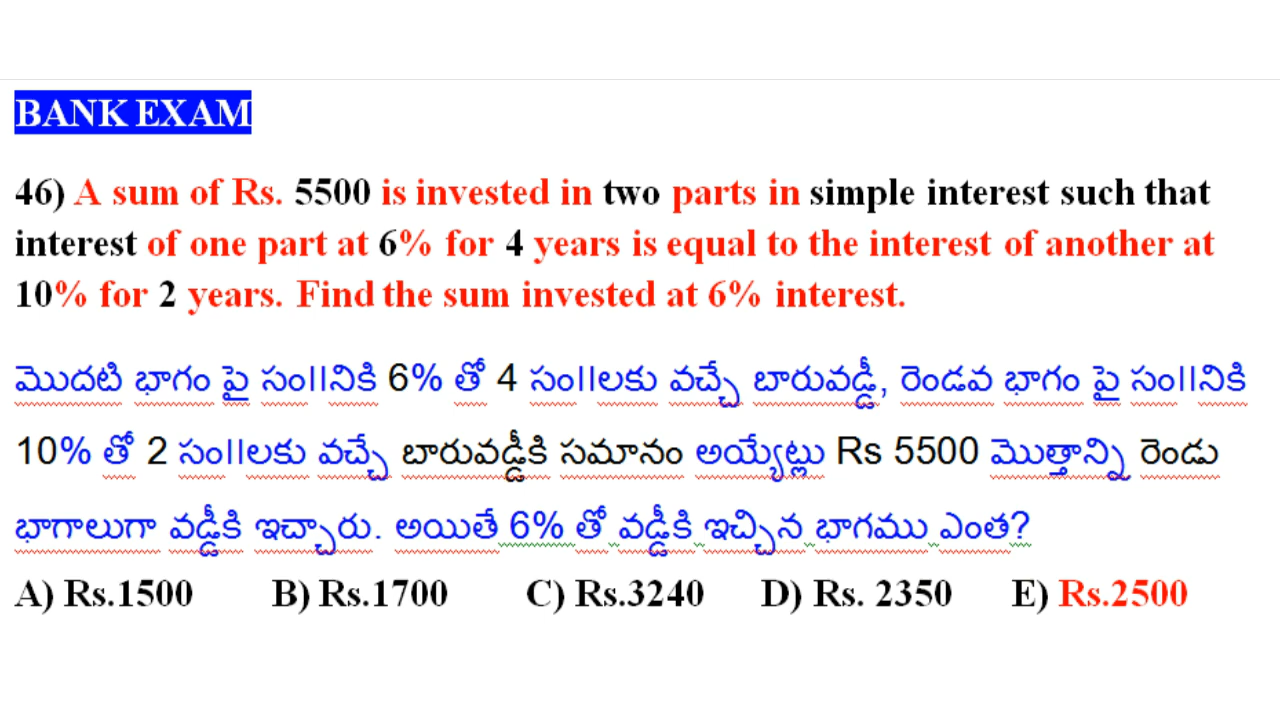 BANK EXAM
46) A sum of Rs. 5500 is invested in two parts in simple interest such that
interest of one part at 6% for 4 years is equal to the interest of another at
10% for 2 years. Find the sum invested at 6% interest.
మొదటి భాగం పై సం||నికి 6% తో 4 సం||లకు వచ్చే బారువడ్డీ, రెండవ భాగం పై సం||నికి
10% తో 2 సం||లకు వచ్చే బారువడ్డీకి సమానం అయ్యేట్లు Rs 5500 మొత్తాన్ని రెండు
భాగాలుగా వడ్డీకి ఇచ్చారు. అయితే 6% తో వడ్డీకి ఇచ్చిన భాగము ఎంత?
A) Rs.1500 B) Rs.1700 C) Rs.3240 D) Rs. 2350 E) Rs.2500